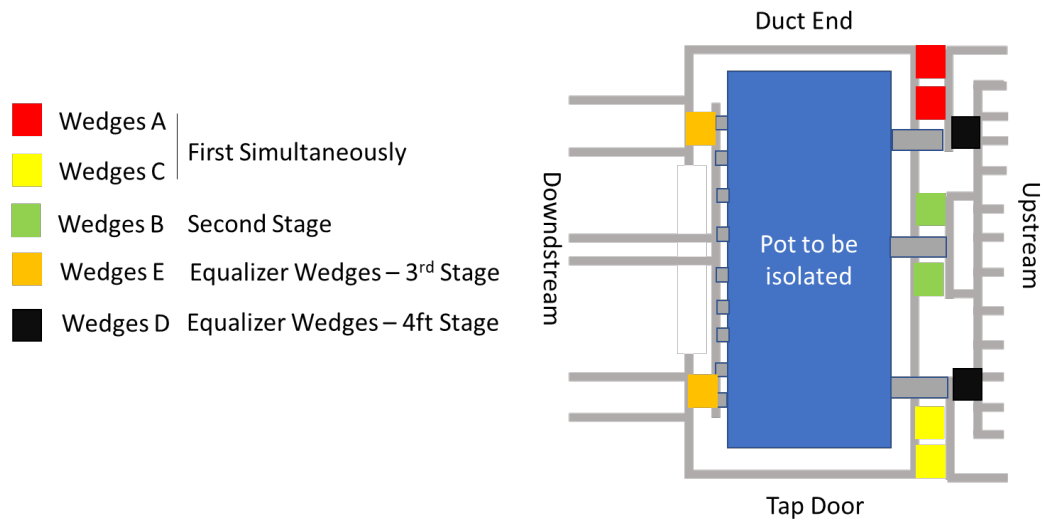 Duct End
Wedges A
First Simultaneously
Wedges C
Wedges B Second Stage
Wedges E Equalizer Wedges – 3rd Stage
Wedges D Equalizer Wedges – 4ft Stage
Downdstream
Pot to be
isolated
Upstream
Tap Door